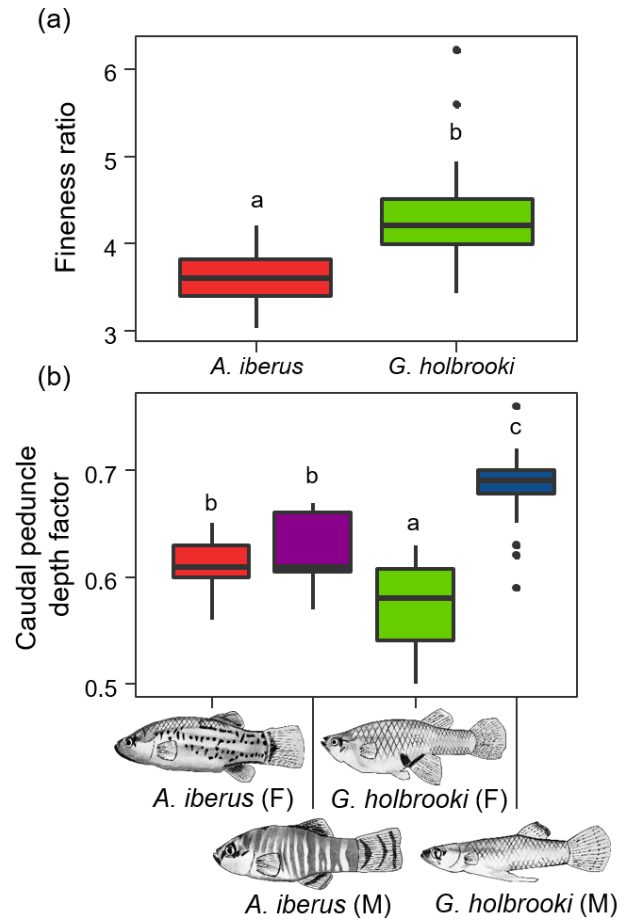 (a)
Fineness ratio
6
5
4
3
a
b
A. iberus
G. holbrooki
(b)
Caudal peduncle
depth factor
0.7
0.6
0.5
b
b
a
c
A. iberus (F)
G. holbrooki (F)
A. iberus (M)
G. holbrooki (M)